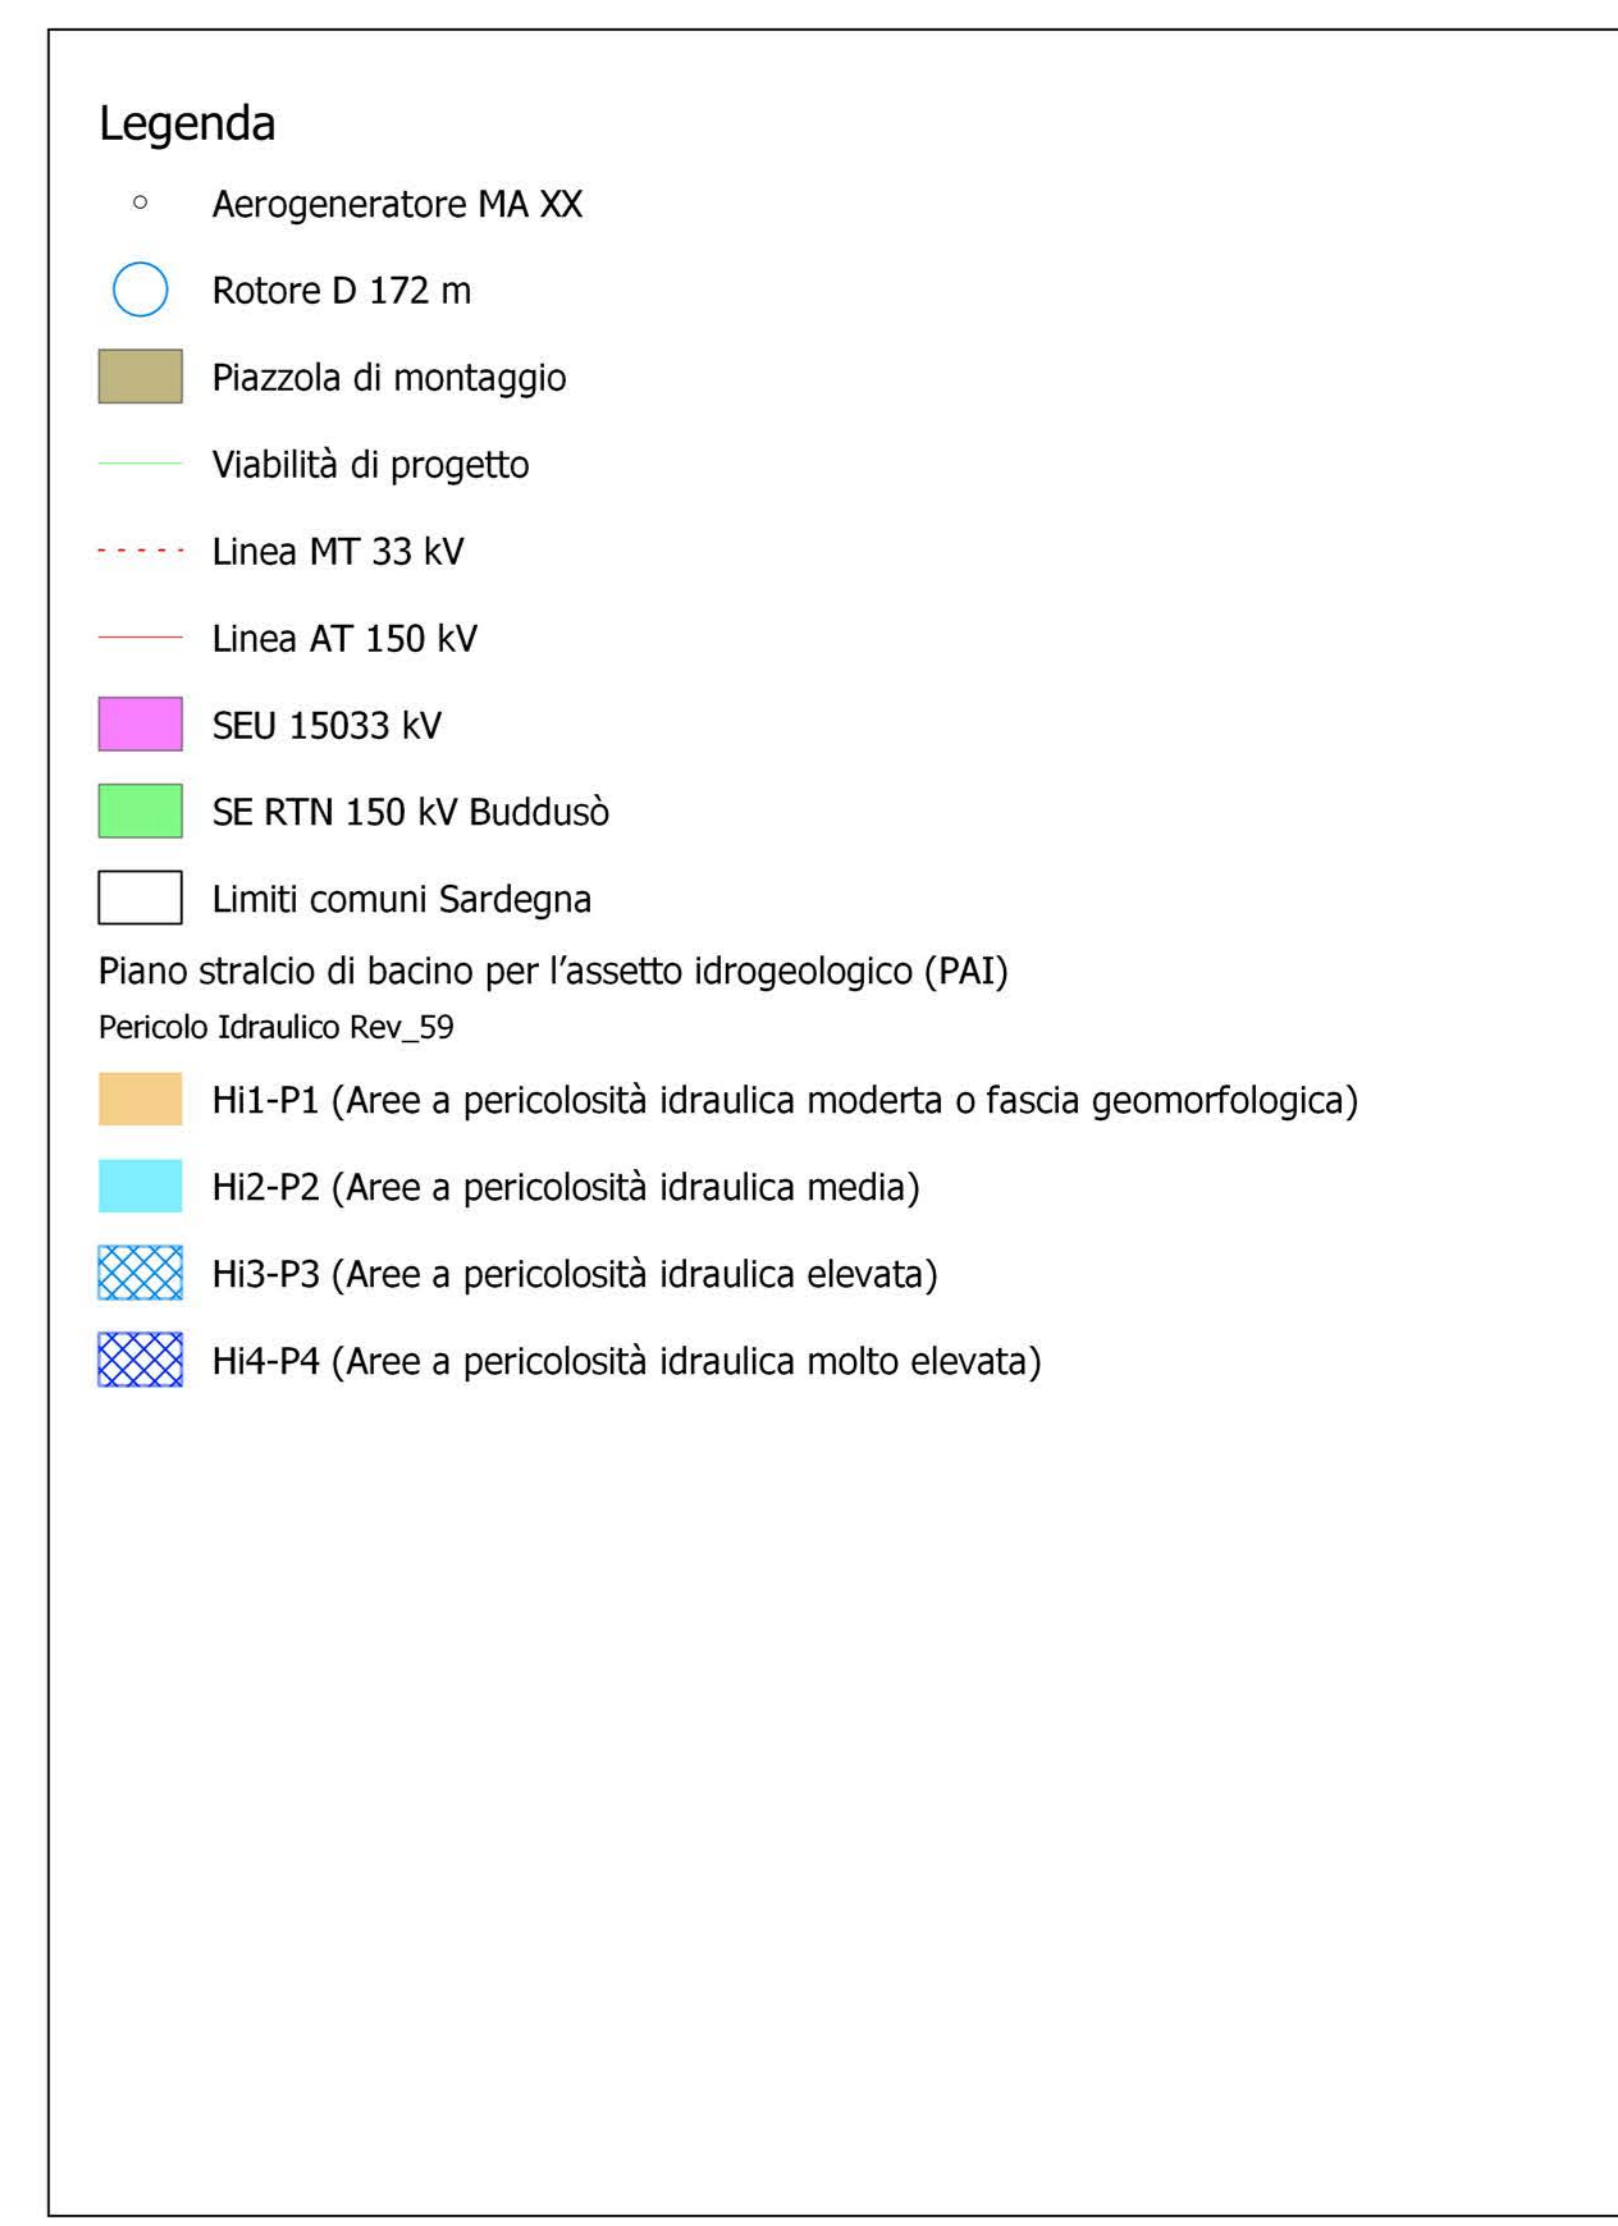 Legenda
Aerogeneratore MA XX
Rotore D 172 m
Piazzola di montaggio
Viabilità di progetto
Linea MT 33 kV
Linea AT 150 kV
SEU 15033 kV
SE RTN 150 kV Buddusò
Limiti comuni Sardegna
Piano stralcio di bacino per l'assetto idrogeologico (PAI)
Pericolo Idraulico Rev_59
Hi1-P1 (Aree a pericolosità idraulica moderta o fascia geomorfologica)
Hi2-P2 (Aree a pericolosità idraulica media)
Hi3-P3 (Aree a pericolosità idraulica elevata)
Hi4-P4 (Aree a pericolosità idraulica molto elevata)